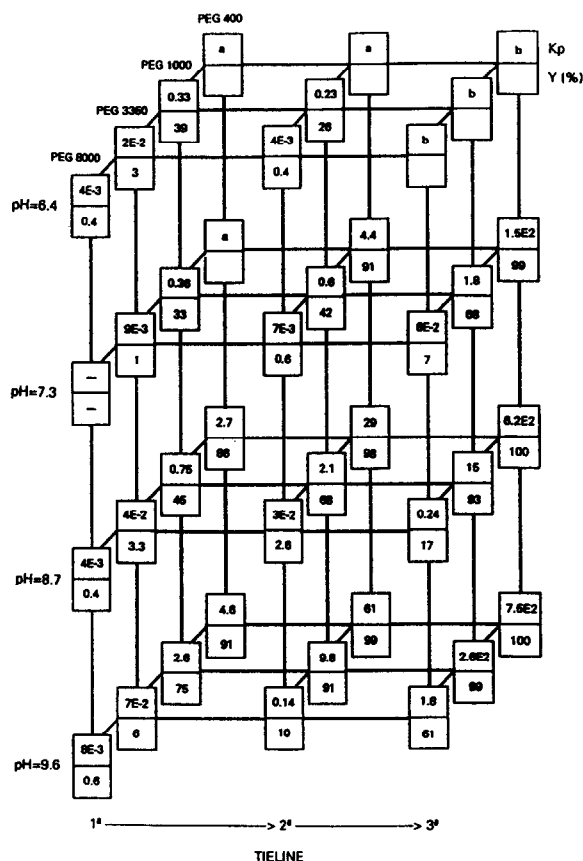 PEG 400
a
a
b
Kp
Y (%)
PEG 1000
0.33
39
0.23
26
b
PEG 3350
2E-2
3
4E-3
0.4
b
PEG 8000
4E-3
0.4
pH=6.4
a
4.4
91
1.5E2
99
0.36
33
0.6
42
1.8
66
9E-3
1
7E-3
0.6
6E-2
7
—
—
pH=7.3
2.7
86
29
98
6.2E2
100
0.75
45
2.1
68
15
93
4E-2
3.3
3E-2
2.6
0.24
17
4E-3
0.4
pH=8.7
4.6
91
61
99
7.5E2
100
2.6
75
9.8
91
2.6E2
99
7E-2
6
0.14
10
1.6
61
8E-3
0.6
pH=9.6
1ª 2ª 3ª
TIELINE